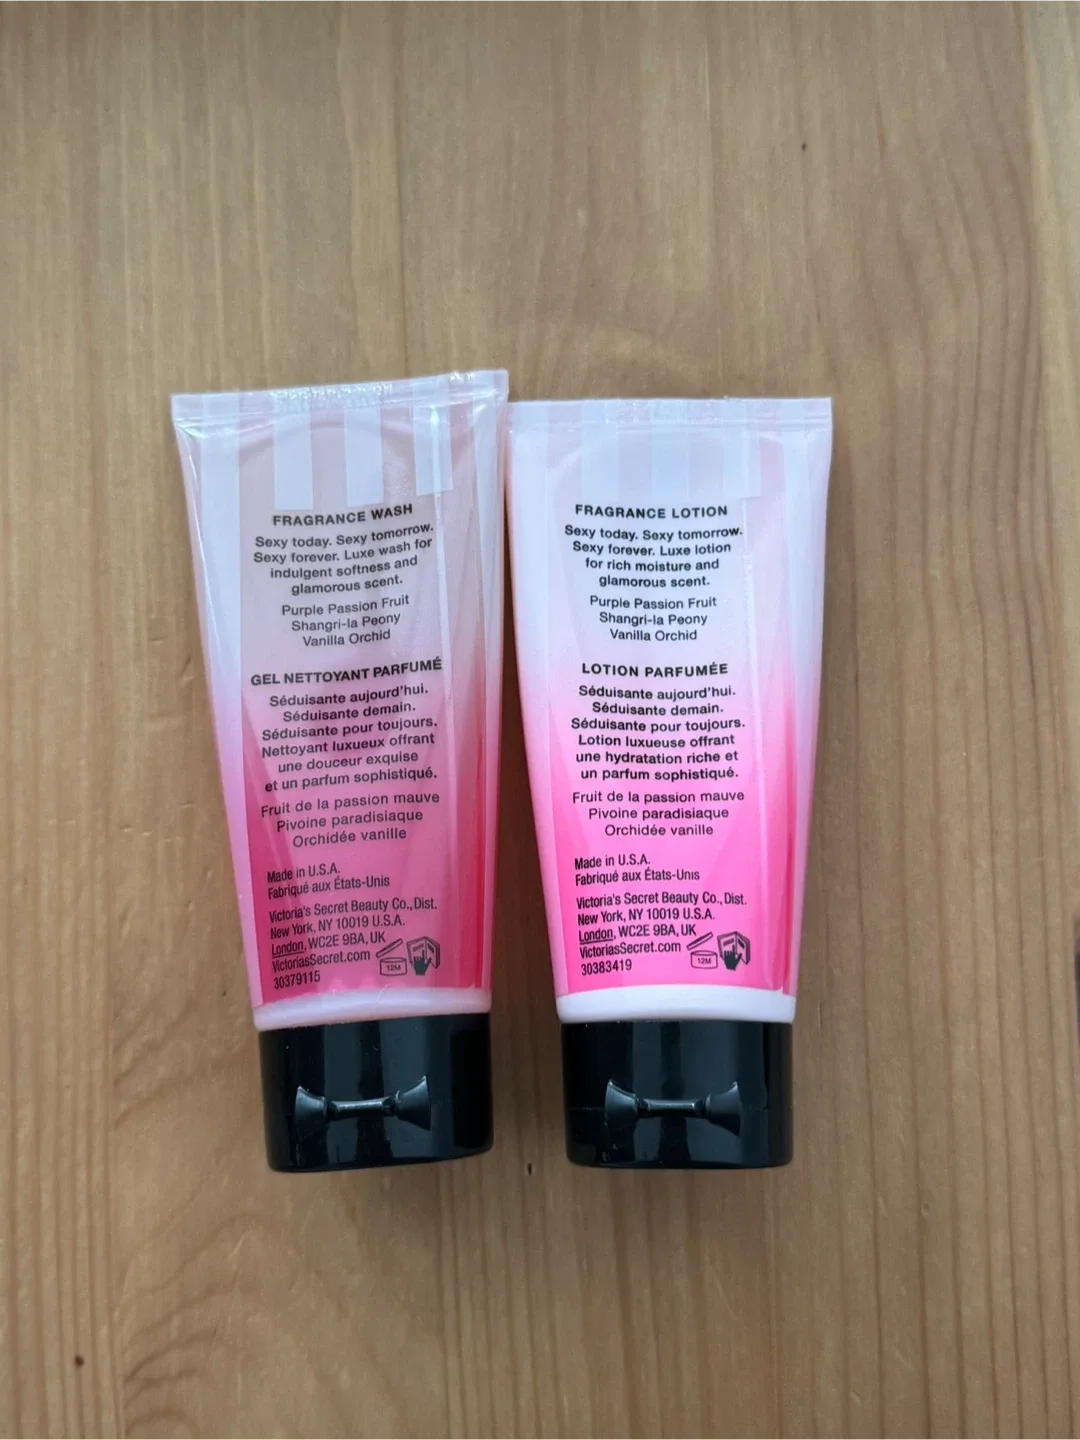 FRAGRANCE WASH
Sexy today. Sexy tomorrow.
Sexy forever. Luxe wash for
indulgent softness and
glamorous scent.
Purple Passion Fruit
Shangri-la Peony
Vanilla Orchid
GEL NETTOYANT PARFUMÉ
Séduisante aujourd'hui.
Séduisante demain.
Séduisante pour toujours.
Nettoyant luxueux offrant
une douceur exquise
et un parfum sophistiqué.
Fruit de la passion mauve
Pivoine paradisiaque
Orchidée vanille
Made in U.S.A.
Fabriqué aux États-Unis
Victoria's Secret Beauty Co., Dist.
New York, NY 10019 U.S.A.
London, WC2E 9BA, UK
VictoriasSecret.com
30379115
12M
FRAGRANCE LOTION
Sexy today. Sexy tomorrow.
Sexy forever. Luxe lotion
for rich moisture and
glamorous scent.
Purple Passion Fruit
Shangri-la Peony
Vanilla Orchid
LOTION PARFUMÉE
Séduisante aujourd'hui.
Séduisante demain.
Séduisante pour toujours.
Lotion luxueuse offrant
une hydratation riche et
un parfum sophistiqué.
Fruit de la passion mauve
Pivoine paradisiaque
Orchidée vanille
Made in U.S.A.
Fabriqué aux États-Unis
Victoria's Secret Beauty Co., Dist.
New York, NY 10019 U.S.A.
London, WC2E 9BA, UK
VictoriasSecret.com
30383419
12M